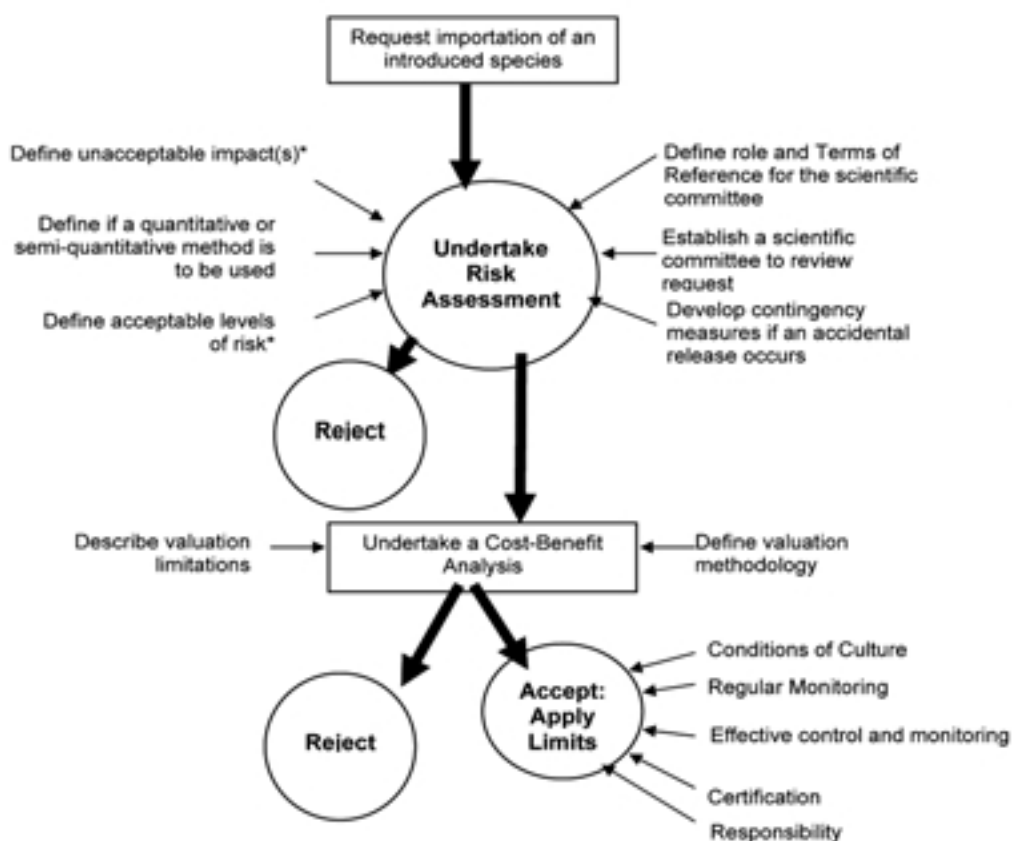 Request importation of an
introduced species
Define unacceptable impact(s)*
Define if a quantitative or
semi-quantitative method is
to be used
Define acceptable levels
of risk*
Undertake
Risk
Assessment
Define role and Terms of
Reference for the scientific
committee
Establish a scientific
committee to review
request
Develop contingency
measures if an accidental
release occurs
Reject
Describe valuation
limitations
Undertake a Cost-Benefit
Analysis
Define valuation
methodology
Reject
Accept:
Apply
Limits
Conditions of Culture
Regular Monitoring
Effective control and monitoring
Certification
Responsibility